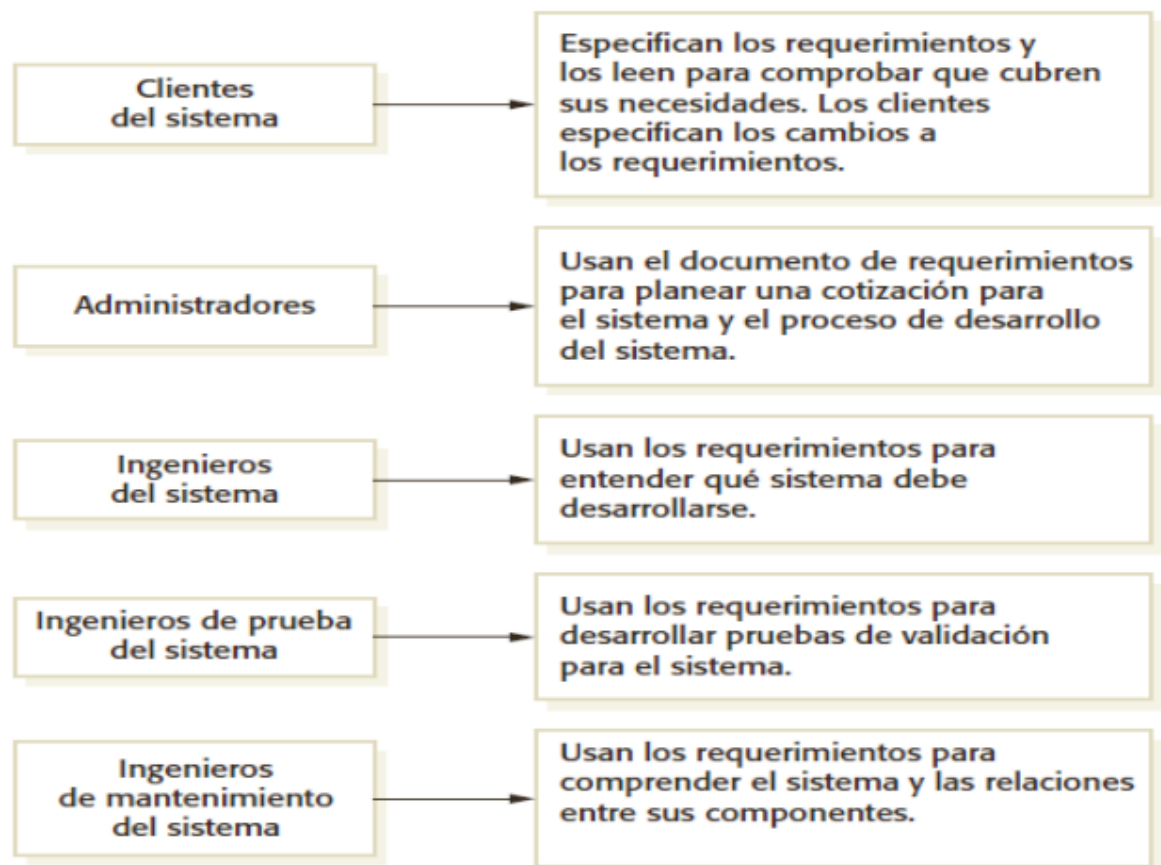 Clientes
del sistema
Especifican los requerimientos y
los leen para comprobar que cubren
sus necesidades. Los clientes
especifican los cambios a
los requerimientos.
Administradores
Usan el documento de requerimientos
para planear una cotización para
el sistema y el proceso de desarrollo
del sistema.
Ingenieros
del sistema
Usan los requerimientos para
entender qué sistema debe
desarrollarse.
Ingenieros de prueba
del sistema
Usan los requerimientos para
desarrollar pruebas de validación
para el sistema.
Ingenieros
de mantenimiento
del sistema
Usan los requerimientos para
comprender el sistema y las relaciones
entre sus componentes.